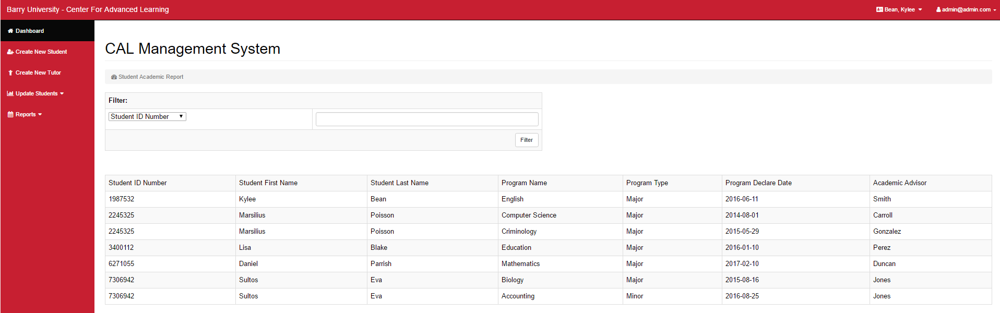 Barry University - Center For Advanced Learning
Bean, Kylee
admin@admin.com
Dashboard
Create New Student
Create New Tutor
Update Students
Reports
CAL Management System
Student Academic Report
Filter:
Student ID Number
Filter
Student ID Number Student First Name Student Last Name Program Name Program Type Program Declare Date Academic Advisor
1987532 Kylee Bean English Major 2016-06-11 Smith
2245325 Marsilius Poisson Computer Science Major 2014-08-01 Carroll
2245325 Marsilius Poisson Criminology Major 2015-05-29 Gonzalez
3400112 Lisa Blake Education Major 2016-01-10 Perez
6271055 Daniel Parrish Mathematics Major 2017-02-10 Duncan
7306942 Sultos Eva Biology Major 2015-08-16 Jones
7306942 Sultos Eva Accounting Minor 2016-08-25 Jones